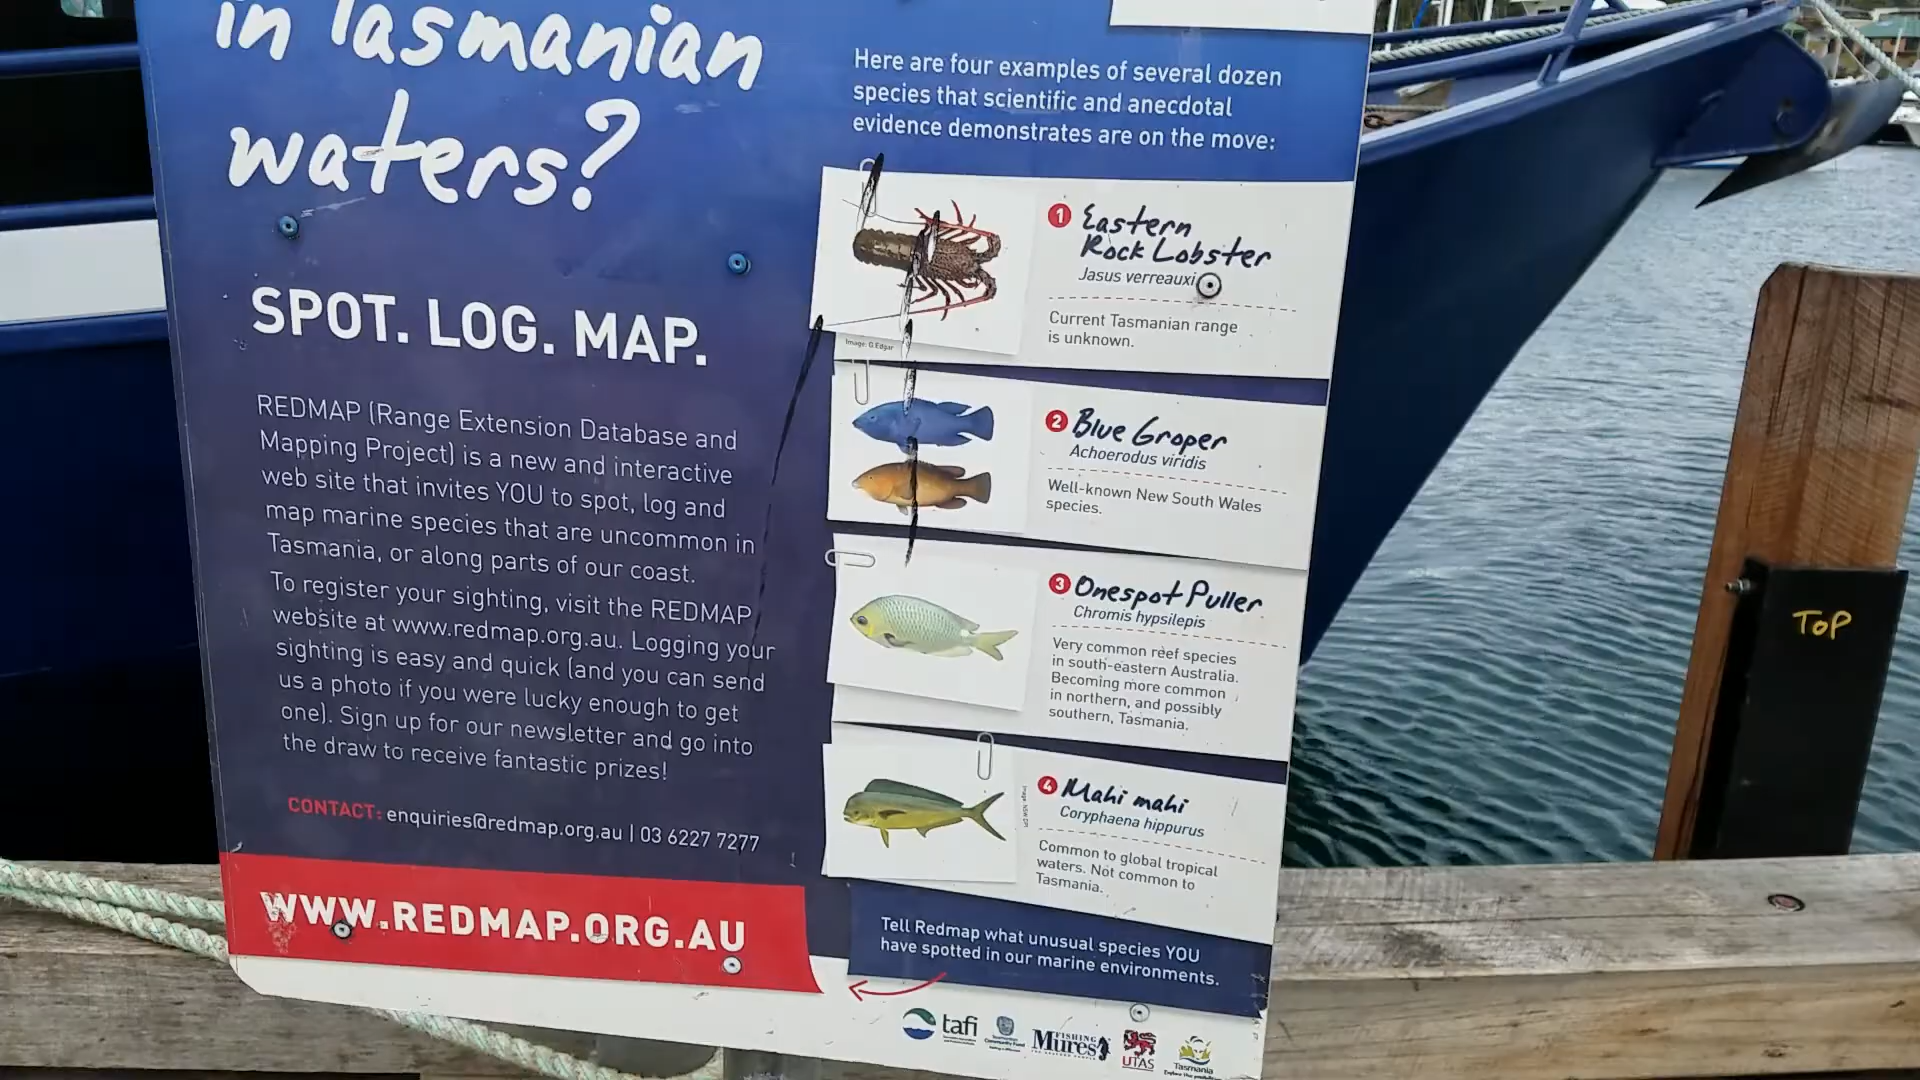 in Tasmanian
waters?
SPOT. LOG. MAP.
REDMAP (Range Extension Database and
Mapping Project) is a new and interactive
web site that invites YOU to spot, log and
map marine species that are uncommon in
Tasmania, or along parts of our coast.
To register your sighting, visit the REDMAP
website at www.redmap.org.au. Logging your
sighting is easy and quick (and you can send
us a photo if you were lucky enough to get
one). Sign up for our newsletter and go into
the draw to receive fantastic prizes!
CONTACT: enquiries@redmap.org.au | 03 6227 7277
WWW.REDMAP.ORG.AU
Here are four examples of several dozen
species that scientific and anecdotal
evidence demonstrates are on the move:
1 Eastern
Rock Lobster
Jasus verreauxi
Current Tasmanian range
is unknown.
Image: G.Edgar
2 Blue Groper
Achoerodus viridis
Well-known New South Wales
species.
3 Onespot Puller
Chromis hypsilepis
Very common reef species
in south-eastern Australia.
Becoming more common
in northern, and possibly
southern, Tasmania.
4 Mahi mahi
Coryphaena hippurus
Common to global tropical
waters. Not common to
Tasmania.
Tell Redmap what unusual species YOU
have spotted in our marine environments.
tafi
FISHING
Mures
UTAS
Tasmania
TOP